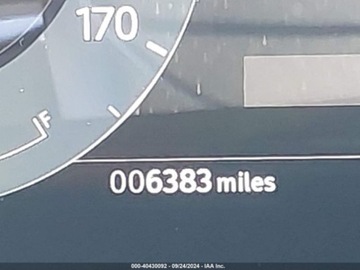 170
F
006383 miles
000-40430092 - 09/24/2024 - IAA Inc.